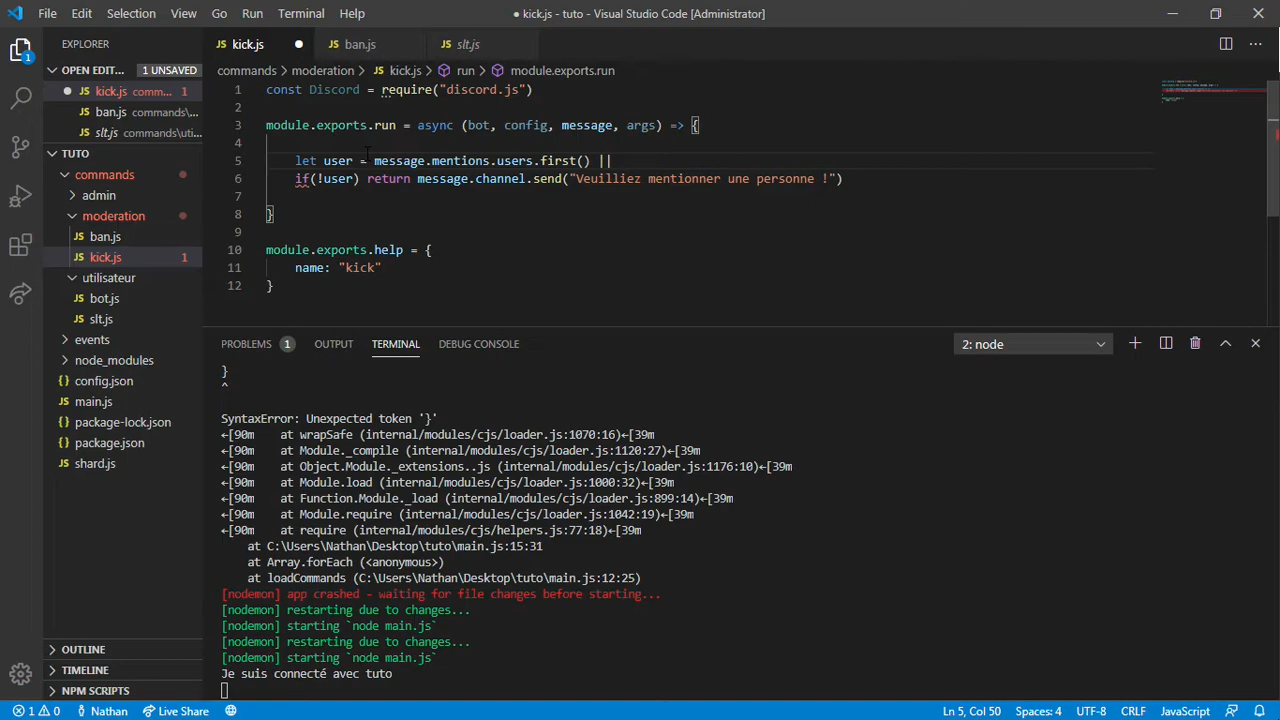 File Edit Selection View Go Run Terminal Help
● kick.js - tuto - Visual Studio Code [Administrator]
EXPLORER
OPEN EDIT... 1 UNSAVED
● JS kick.js comm... 1
JS ban.js commands\...
JS slt.js commands\uti...
TUTO
commands
admin
moderation
JS ban.js
JS kick.js 1
utilisateur
JS bot.js
JS slt.js
events
node_modules
{} config.json
JS main.js
{} package-lock.json
{} package.json
JS shard.js
OUTLINE
TIMELINE
NPM SCRIPTS
1
JS kick.js ● JS ban.js JS slt.js
commands > moderation > JS kick.js > run > module.exports.run
1 const Discord = require("discord.js")
2
3 module.exports.run = async (bot, config, message, args) => {
4
5 let user = message.mentions.users.first() ||
6 if(!user) return message.channel.send("Veuilliez mentionner une personne !")
7
8 }
9
10 module.exports.help = {
11 name: "kick"
12 }
PROBLEMS 1 OUTPUT TERMINAL DEBUG CONSOLE 2: node
}
^
SyntaxError: Unexpected token '}'
←[90m at wrapSafe (internal/modules/cjs/loader.js:1070:16)←[39m
←[90m at Module._compile (internal/modules/cjs/loader.js:1120:27)←[39m
←[90m at Object.Module._extensions..js (internal/modules/cjs/loader.js:1176:10)←[39m
←[90m at Module.load (internal/modules/cjs/loader.js:1000:32)←[39m
←[90m at Function.Module._load (internal/modules/cjs/loader.js:899:14)←[39m
←[90m at Module.require (internal/modules/cjs/loader.js:1042:19)←[39m
←[90m at require (internal/modules/cjs/helpers.js:77:18)←[39m
at C:\Users\Nathan\Desktop\tuto\main.js:15:31
at Array.forEach (<anonymous>)
at loadCommands (C:\Users\Nathan\Desktop\tuto\main.js:12:25)
[nodemon] app crashed - waiting for file changes before starting...
[nodemon] restarting due to changes...
[nodemon] starting `node main.js`
[nodemon] restarting due to changes...
[nodemon] starting `node main.js`
Je suis connecté avec tuto
1 0 Nathan Live Share Ln 5, Col 50 Spaces: 4 UTF-8 CRLF JavaScript